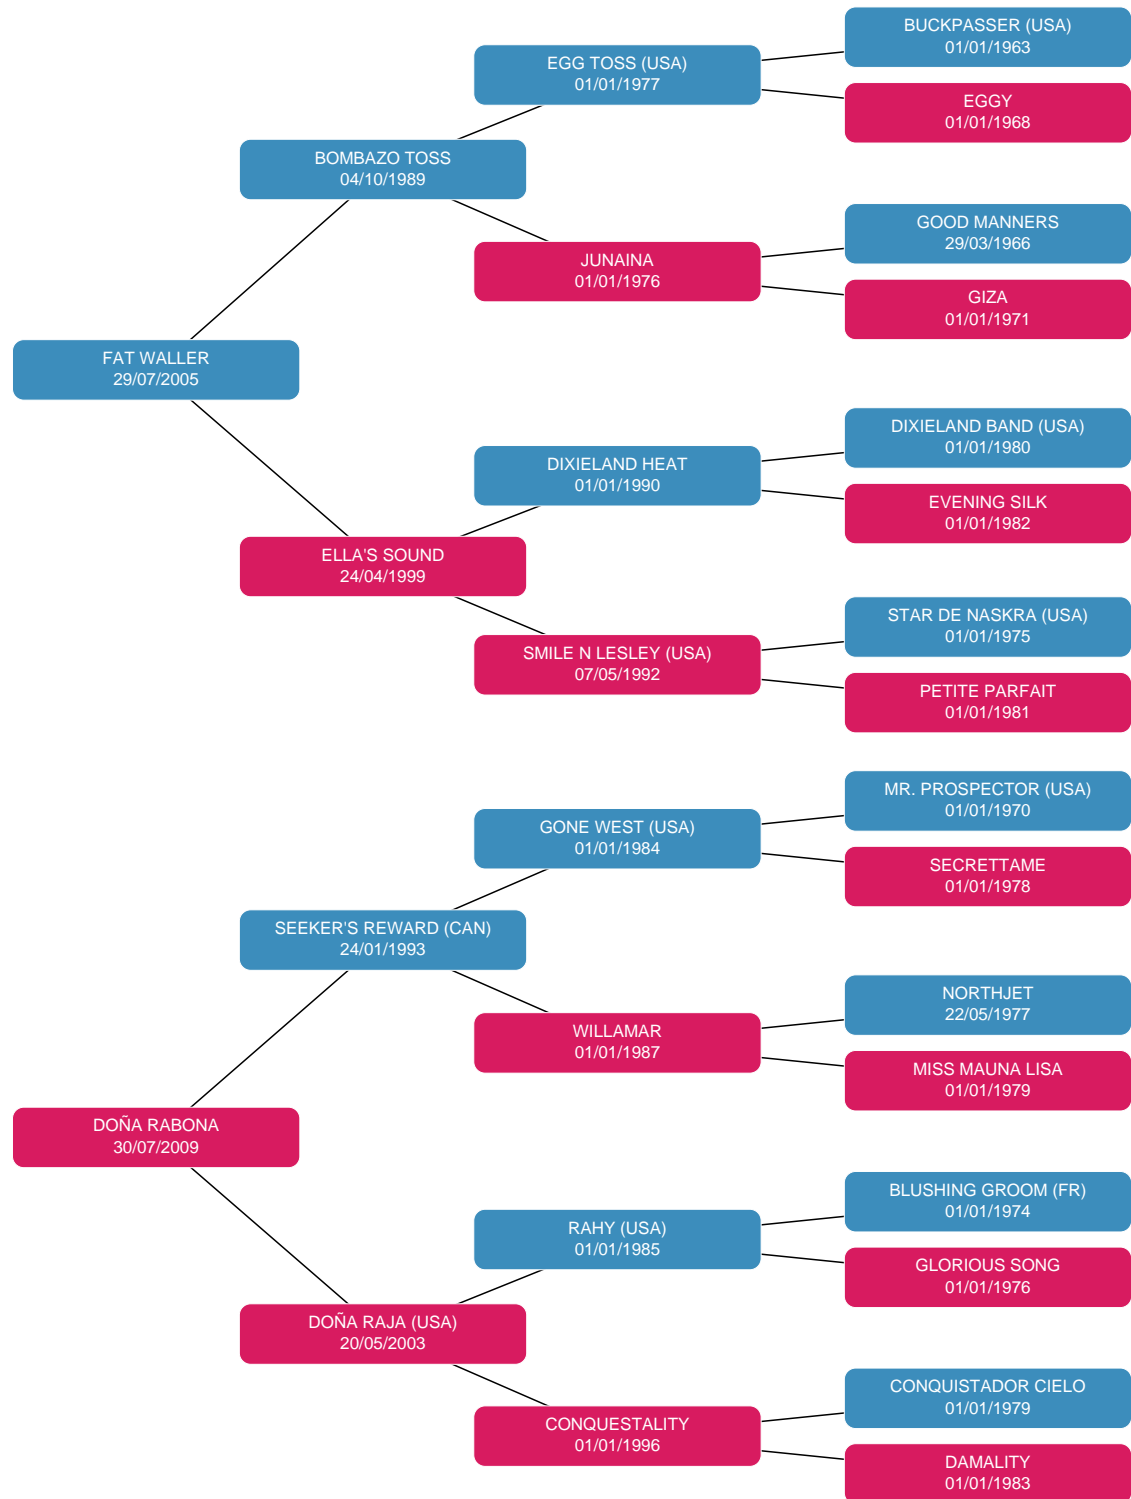 BUCKPASSER (USA)
01/01/1963
EGG TOSS (USA)
01/01/1977
EGGY
01/01/1968
BOMBAZO TOSS
04/10/1989
GOOD MANNERS
29/03/1966
JUNAINA
01/01/1976
GIZA
01/01/1971
FAT WALLER
29/07/2005
DIXIELAND BAND (USA)
01/01/1980
DIXIELAND HEAT
01/01/1990
EVENING SILK
01/01/1982
ELLA'S SOUND
24/04/1999
STAR DE NASKRA (USA)
01/01/1975
SMILE N LESLEY (USA)
07/05/1992
PETITE PARFAIT
01/01/1981
MR. PROSPECTOR (USA)
01/01/1970
GONE WEST (USA)
01/01/1984
SECRETTAME
01/01/1978
SEEKER'S REWARD (CAN)
24/01/1993
NORTHJET
22/05/1977
WILLAMAR
01/01/1987
MISS MAUNA LISA
01/01/1979
DOÑA RABONA
30/07/2009
BLUSHING GROOM (FR)
01/01/1974
RAHY (USA)
01/01/1985
GLORIOUS SONG
01/01/1976
DOÑA RAJA (USA)
20/05/2003
CONQUISTADOR CIELO
01/01/1979
CONQUESTALITY
01/01/1996
DAMALITY
01/01/1983